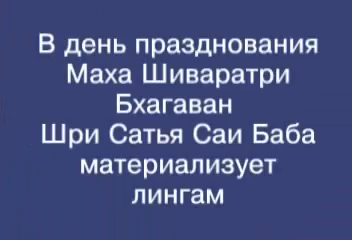 В день празднования
Маха Шиваратри
Бхагаван
Шри Сатья Саи Баба
материализует
лингам